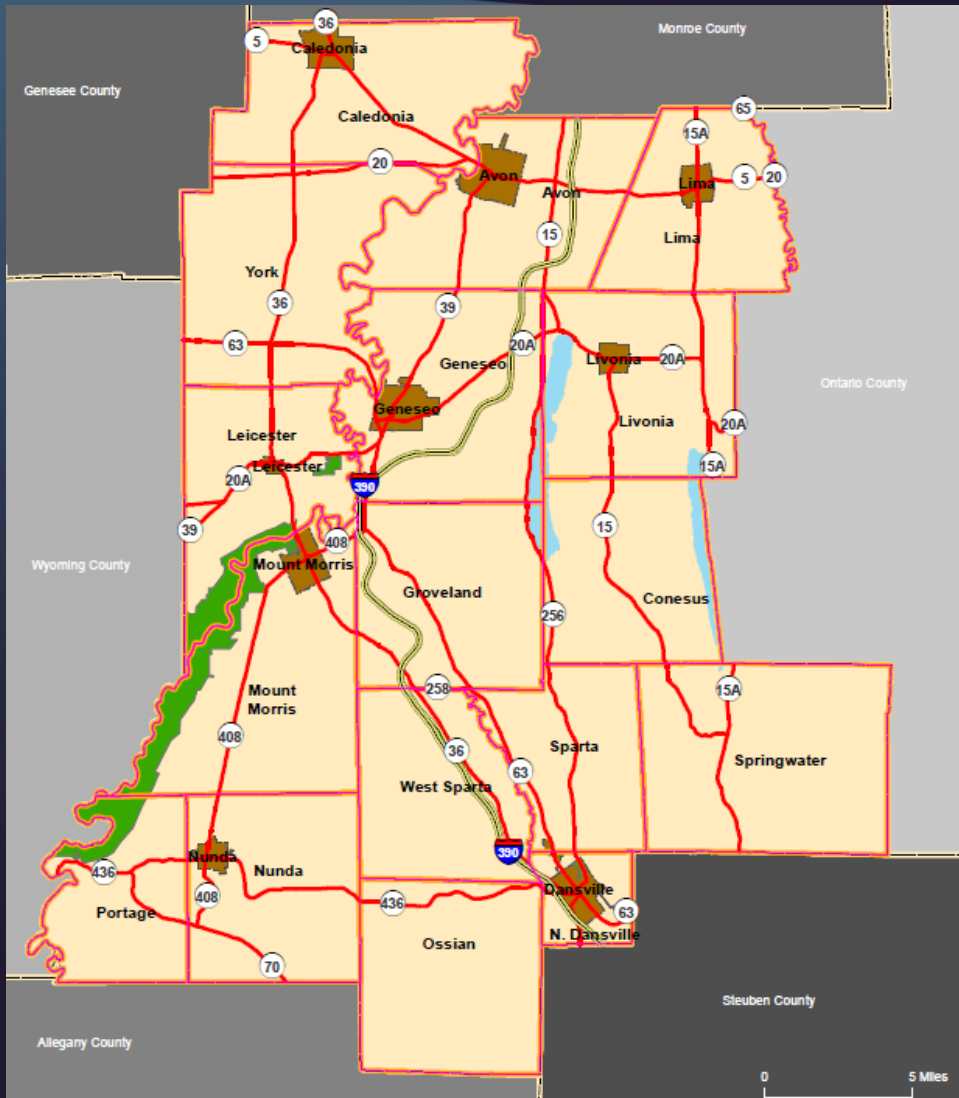 36
Monroe County
5
Caledonia
Genesee County
Caledonia
65
15A
20
Avon
Lima
5
20
Avon
15
Lima
York
36
39
63
20A
Geneseo
Livonia
20A
Ontario County
Geneseo
Livonia
20A
Leicester
Leicester
15A
20A
390
39
15
408
Wyoming County
Mount Morris
Groveland
Conesus
256
258
15A
Mount
Morris
408
36
Sparta
63
Springwater
West Sparta
390
Nunda
Nunda
436
Dansville
408
436
63
Portage
N. Dansville
Ossian
70
Steuben County
Allegany County
0
5 Miles